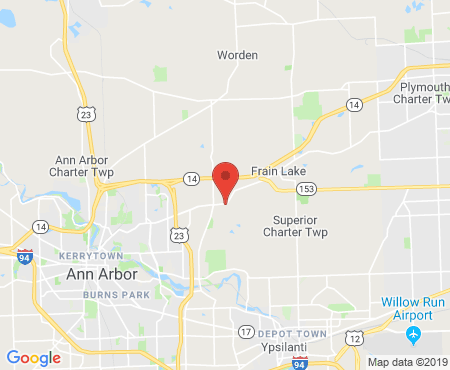 Worden
Plymouth
Charter Twp
14
23
Ann Arbor
Charter Twp
14
Frain Lake
153
14
Superior
Charter Twp
23
KERRYTOWN
94
Ann Arbor
BURNS PARK
Willow Run
Airport
17
DEPOT TOWN
12
Ypsilanti
94
Google
Map data ©2019